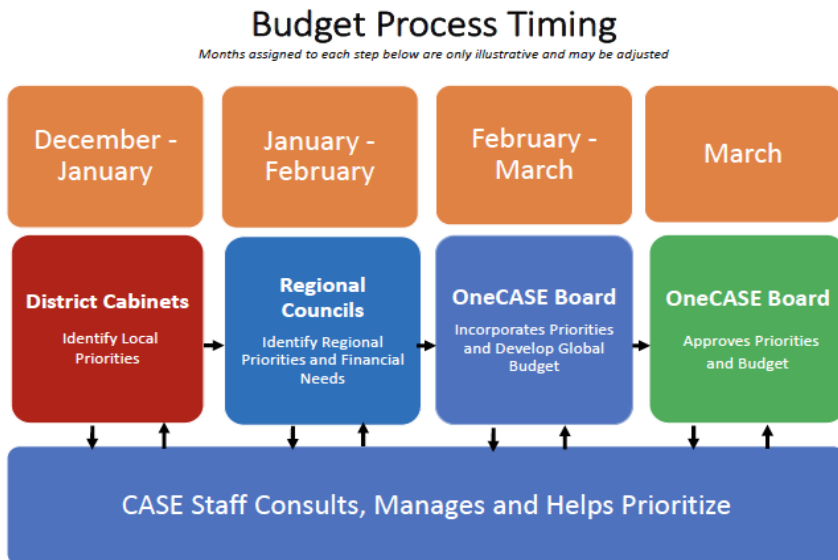 Budget Process Timing
Months assigned to each step below are only illustrative and may be adjusted
December -
January
January -
February
February -
March
March
District Cabinets
Identify Local
Priorities
Regional
Councils
Identify Regional
Priorities and Financial
Needs
OneCASE Board
Incorporates Priorities
and Develop Global
Budget
OneCASE Board
Approves Priorities
and Budget
CASE Staff Consults, Manages and Helps Prioritize